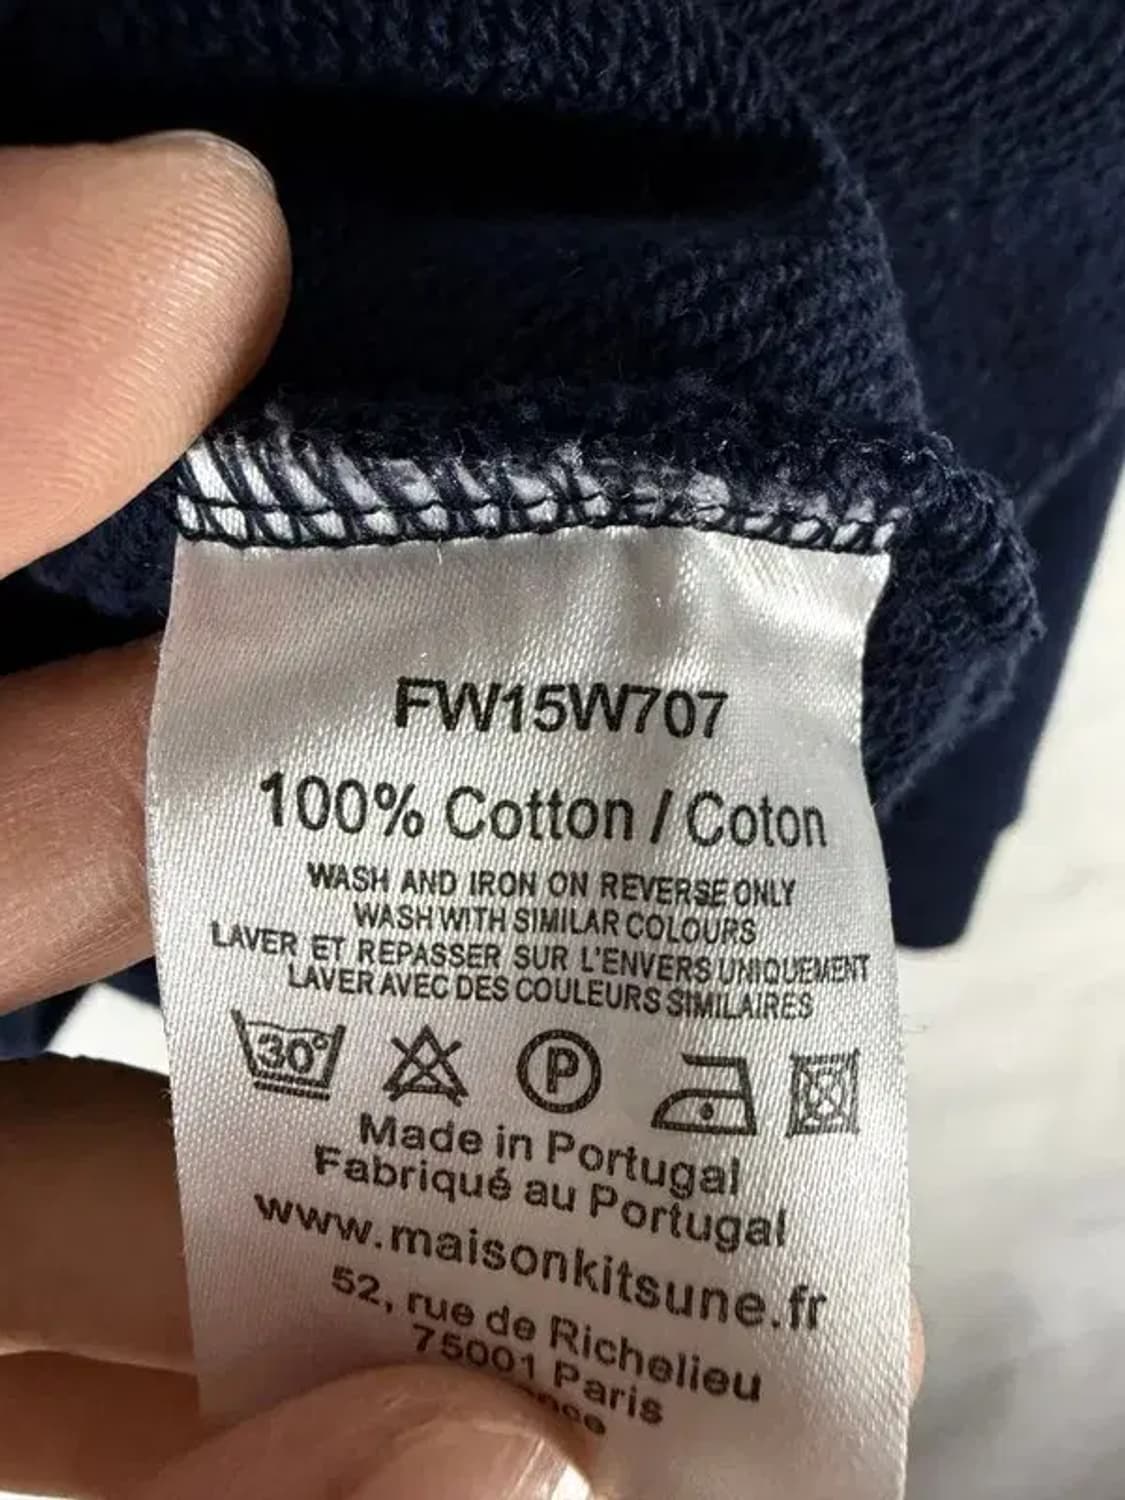 FW15W707
100% Cotton / Coton
WASH AND IRON ON REVERSE ONLY
WASH WITH SIMILAR COLOURS
LAVER ET REPASSER SUR L'ENVERS UNIQUEMENT
LAVER AVEC DES COULEURS SIMILAIRES
30° P
Made in Portugal
Fabriqué au Portugal
www.maisonkitsune.fr
52, rue de Richelieu
75001 Paris